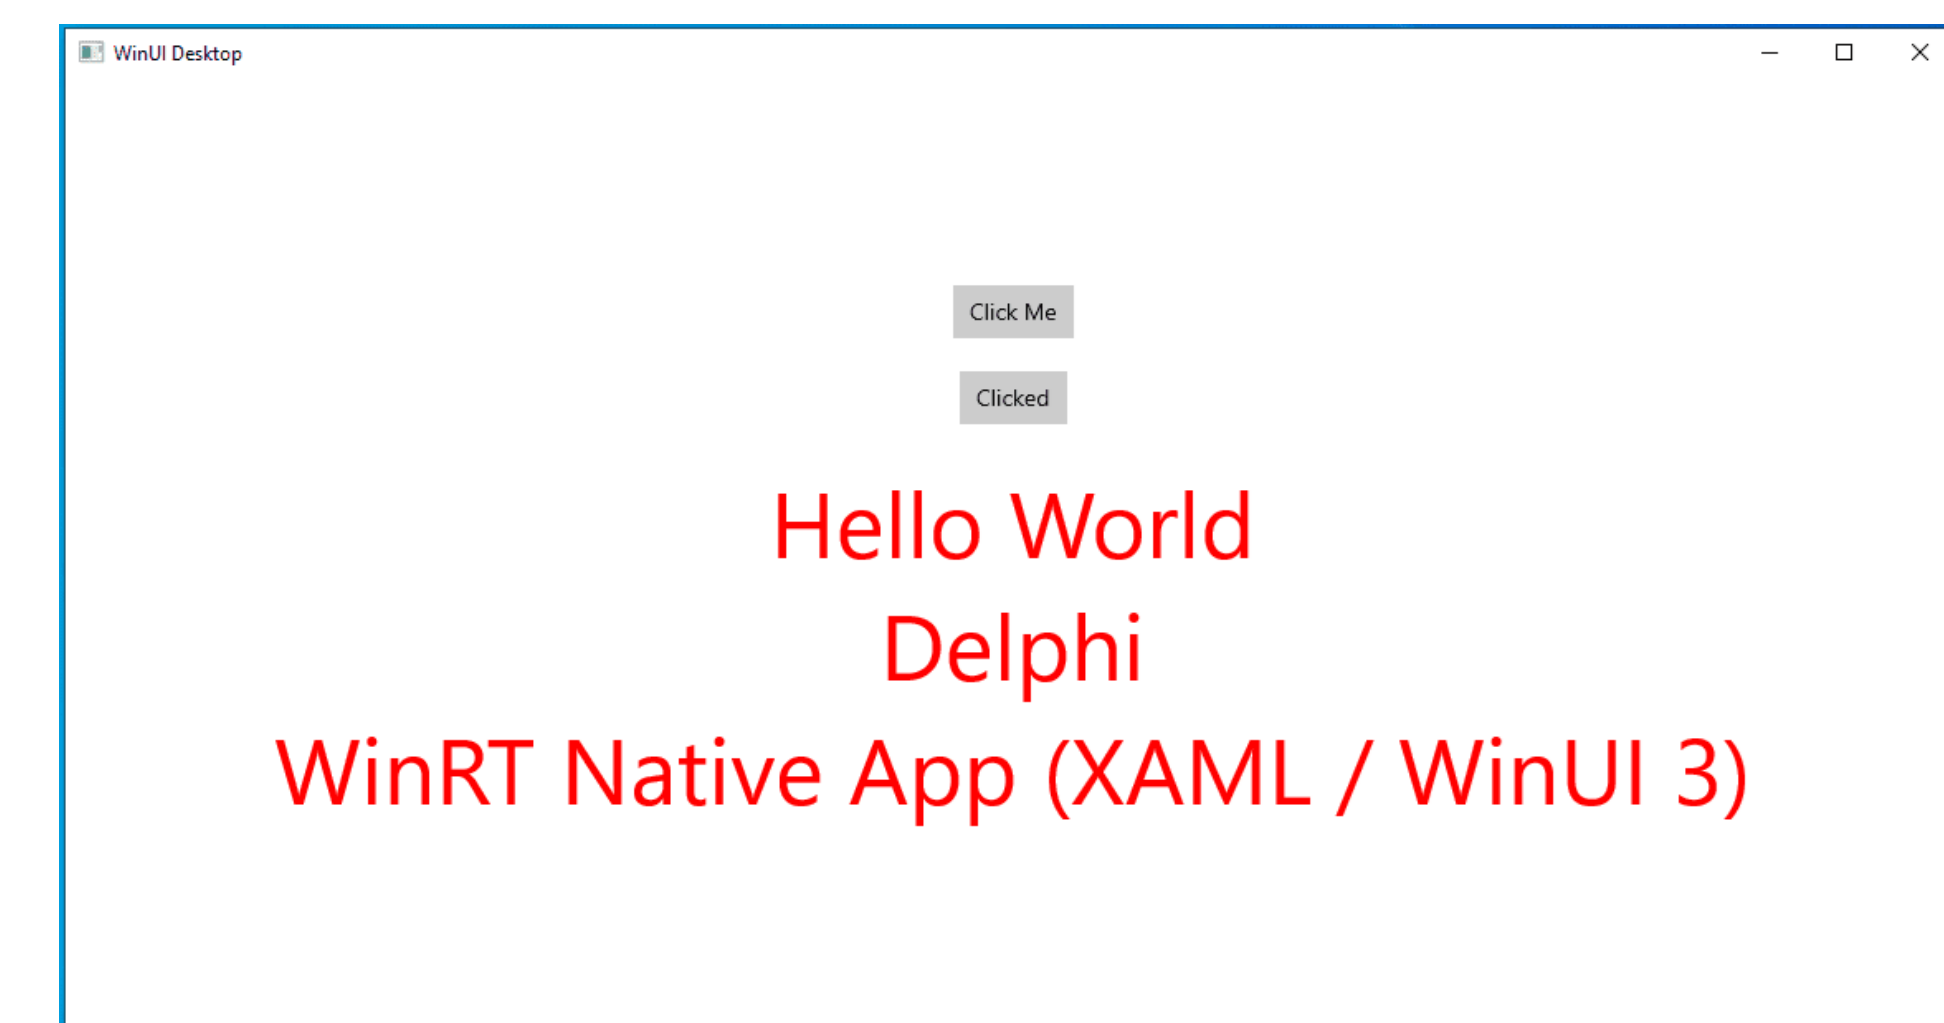 WinUI Desktop
Click Me
Clicked
Hello World
Delphi
WinRT Native App (XAML / WinUI 3)